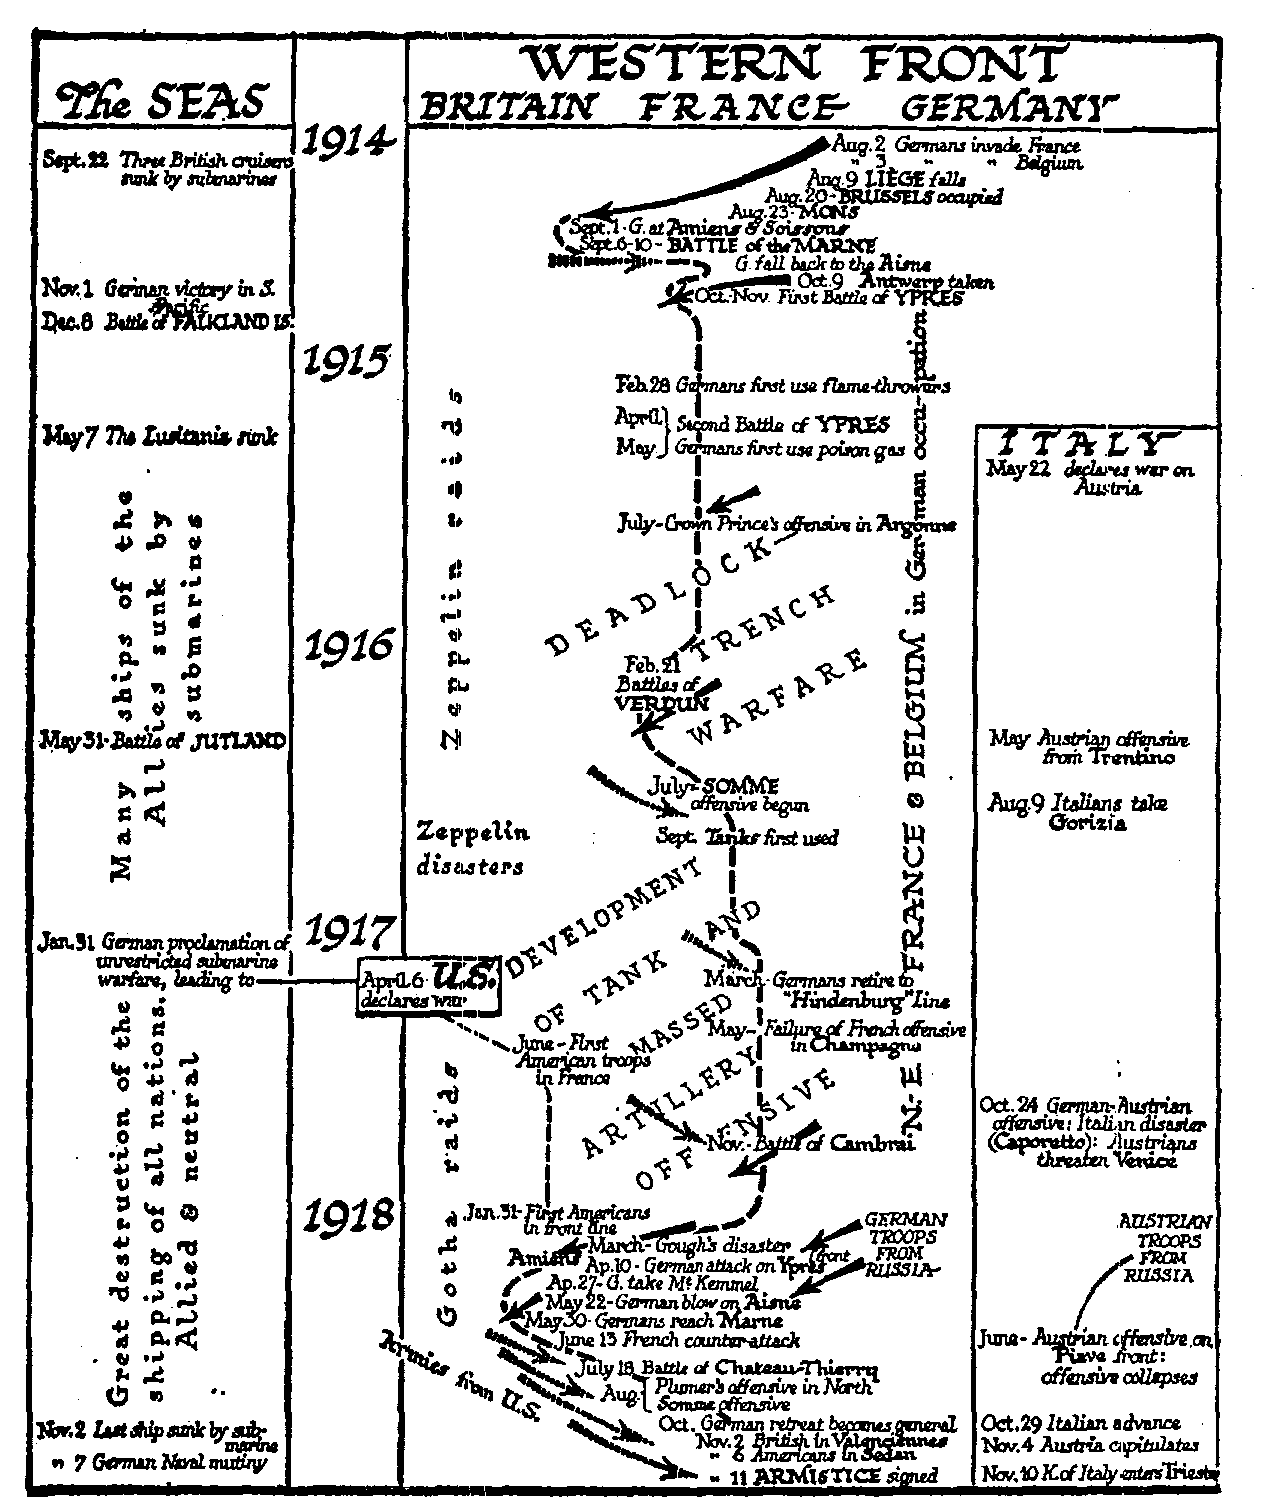 The SEAS
Sept. 22 Three British cruisers
sunk by submarines
Nov. 1 German victory in S.
Pacific
Dec. 8 Battle of FALKLAND IS.
May 7 The Lusitania sunk
Many ships of the
Allies sunk by
submarines
May 31- Battle of JUTLAND
Jan. 31 German proclamation of
unrestricted submarine
warfare, leading to
Great destruction of the
shipping of all nations.
Allied & neutral
Nov. 2 Last ship sunk by sub-
marine
" 7 German Naval mutiny
1914
1915
1916
1917
1918
WESTERN FRONT
BRITAIN FRANCE GERMANY
Aug. 2 Germans invade France
" 3 " " Belgium
Aug. 9 LIEGE falls
Aug. 20- BRUSSELS occupied
Aug. 23- MONS
Sept. 1- G. at Amiens & Soissons
Sept. 6-10- BATTLE of the MARNE
G. fall back to the Aisne
Oct. 9 Antwerp taken
Oct.-Nov. First Battle of YPRES
Zeppelin raids
Feb. 28 Germans first use flame-throwers
April } Second Battle of YPRES
May } Germans first use poison gas
July- Crown Prince's offensive in Argonne
DEADLOCK-
TRENCH
WARFARE
N.-E FRANCE & BELGIUM in German occu-pation
Feb. 21
Battles of
VERDUN
July- SOMME
offensive begun
Sept. Tanks first used
Zeppelin
disasters
DEVELOPMENT
OF TANK AND
MASSED
ARTILLERY
OFFENSIVE
April 6 U.S.
declares war
March- Germans retire to
"Hindenburg" Line
May- Failure of French offensive
in Champagne
June- First
American troops
in France
Gotha raids
Nov.- Battle of Cambrai
Jan. 31- First Americans
in front line
March- Gough's disaster
Amiens
Ap. 10- German attack on Ypres
front
GERMAN
TROOPS
FROM
RUSSIA
Ap. 27- G. take Mt Kemmel
May 22- German blow on Aisne
May 30- Germans reach Marne
June 13 French counter-attack
Armies from U.S.
July 18 Battle of Chateau-Thierry
Aug. { Plumer's offensive in North
Somme offensive
Oct. German retreat becomes general
Nov. 2 British in Valenciennes
" 6 Americans in Sedan
" 11 ARMISTICE signed
ITALY
May 22 declares war on
Austria
May Austrian offensive
from Trentino
Aug. 9 Italians take
Gorizia
Oct. 24 German-Austrian
offensive: Italian disaster
(Caporetto): Austrians
threaten Venice
AUSTRIAN
TROOPS
FROM
RUSSIA
June- Austrian offensive on
Piave front:
offensive collapses
Oct. 29 Italian advance
Nov. 4 Austria capitulates
Nov. 10 K. of Italy enters Trieste